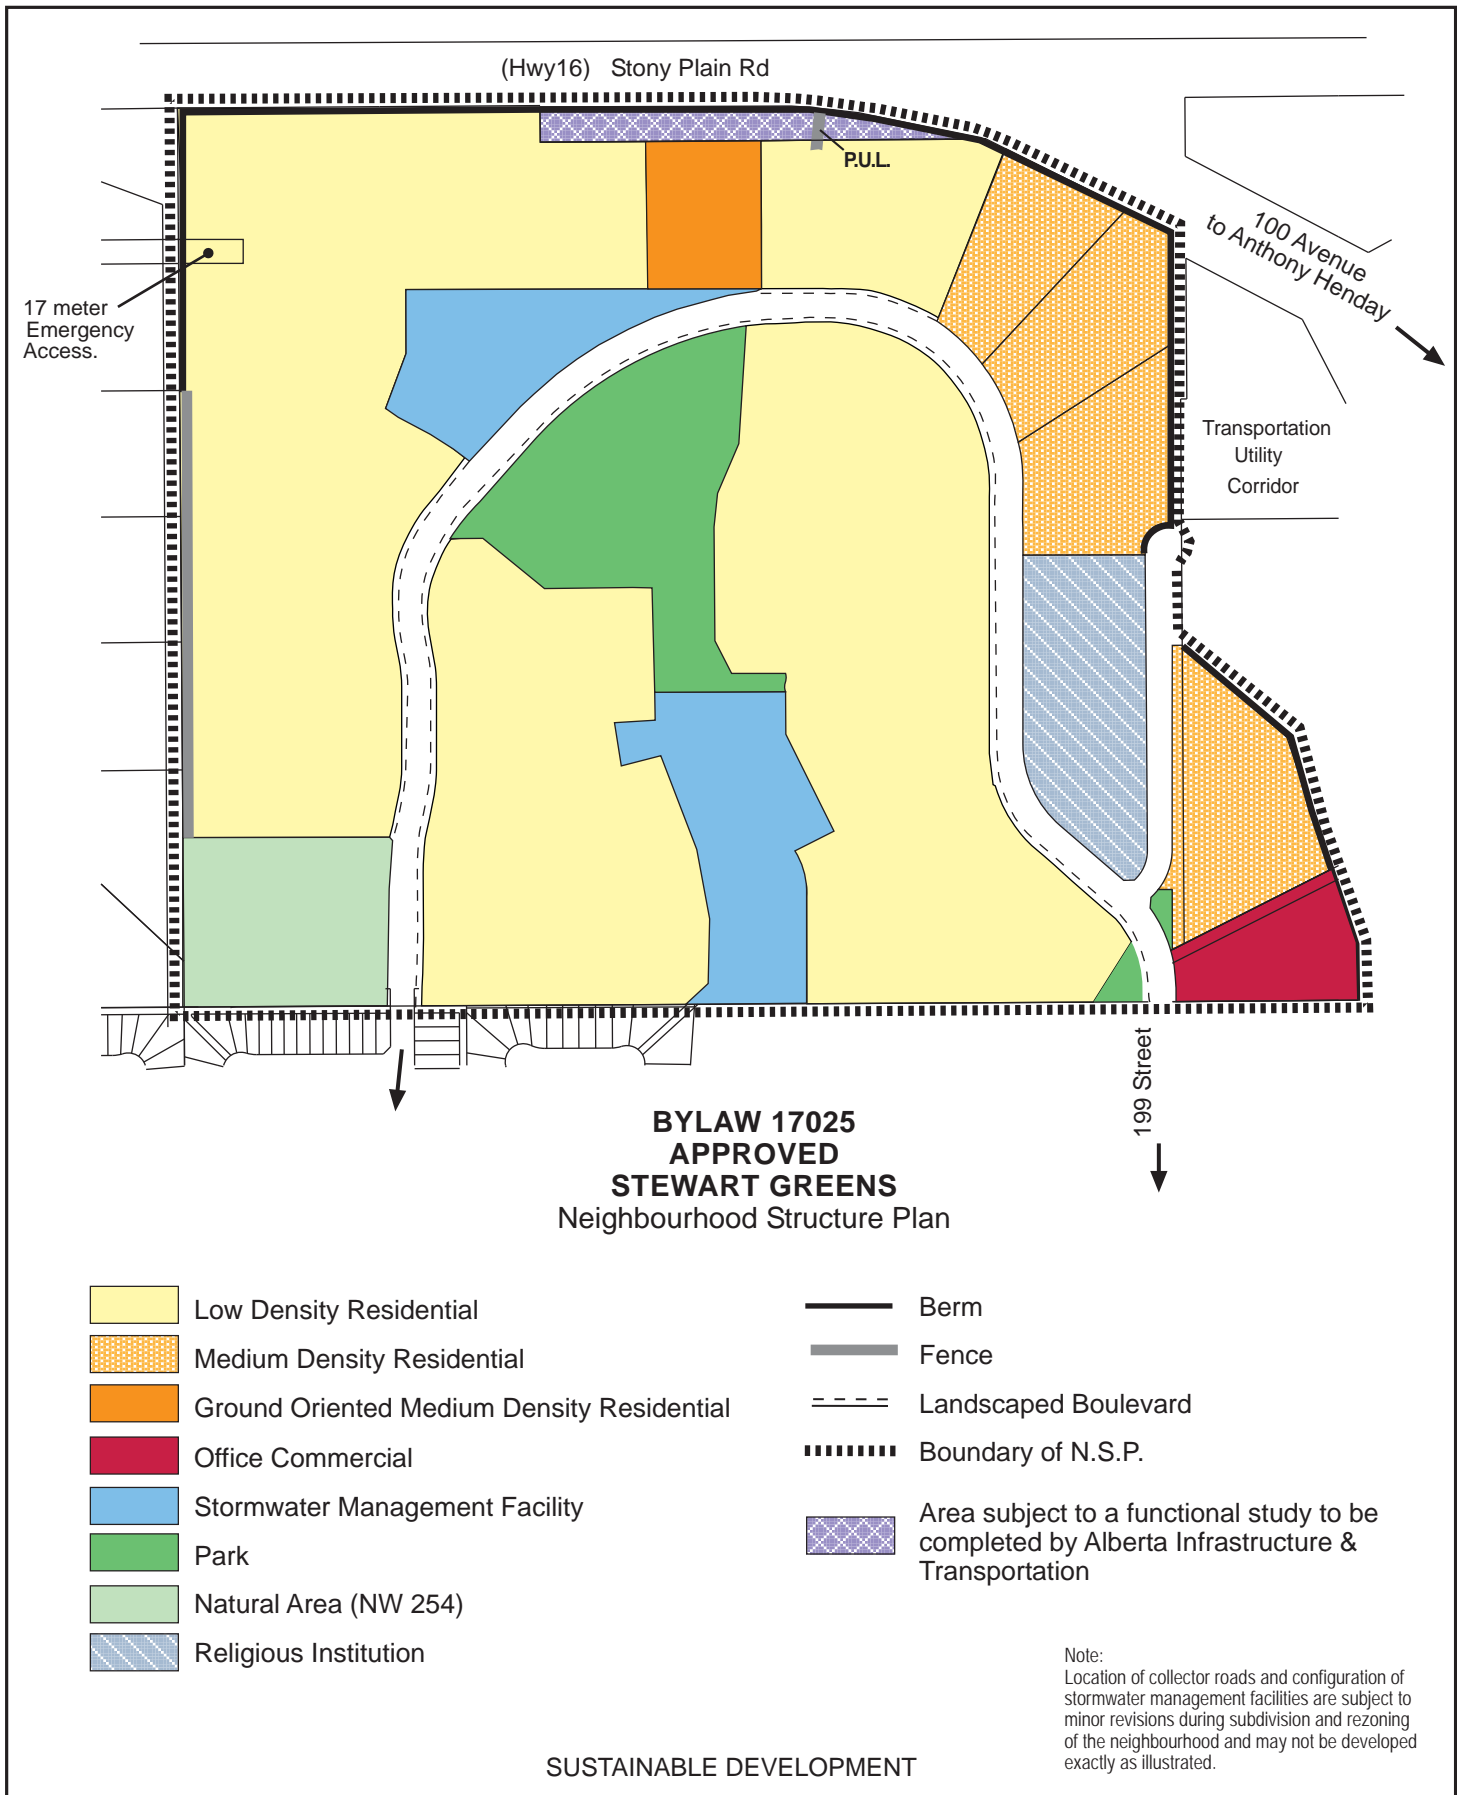 (Hwy16) Stony Plain Rd
P.U.L.
100 Avenue
to Anthony Henday
17 meter
Emergency
Access.
Transportation
Utility
Corridor
199 Street
BYLAW 17025
APPROVED
STEWART GREENS
Neighbourhood Structure Plan
Low Density Residential
Medium Density Residential
Ground Oriented Medium Density Residential
Office Commercial
Stormwater Management Facility
Park
Natural Area (NW 254)
Religious Institution
Berm
Fence
Landscaped Boulevard
Boundary of N.S.P.
Area subject to a functional study to be
completed by Alberta Infrastructure &
Transportation
Note:
Location of collector roads and configuration of
stormwater management facilities are subject to
minor revisions during subdivision and rezoning
of the neighbourhood and may not be developed
exactly as illustrated.
SUSTAINABLE DEVELOPMENT